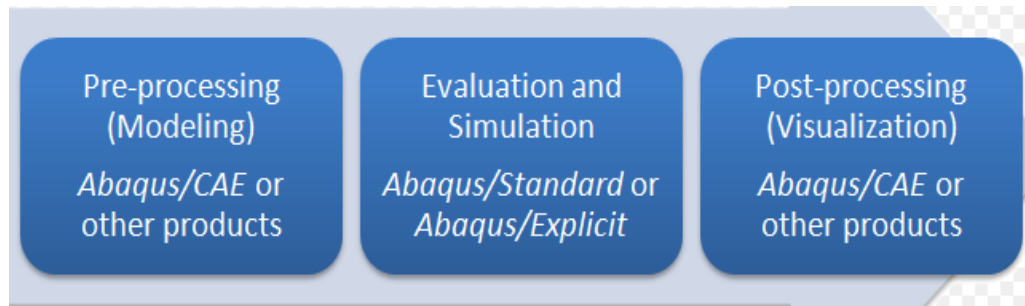 Pre-processing
(Modeling)
Abaqus/CAE or
other products
Evaluation and
Simulation
Abaqus/Standard or
Abaqus/Explicit
Post-processing
(Visualization)
Abaqus/CAE or
other products